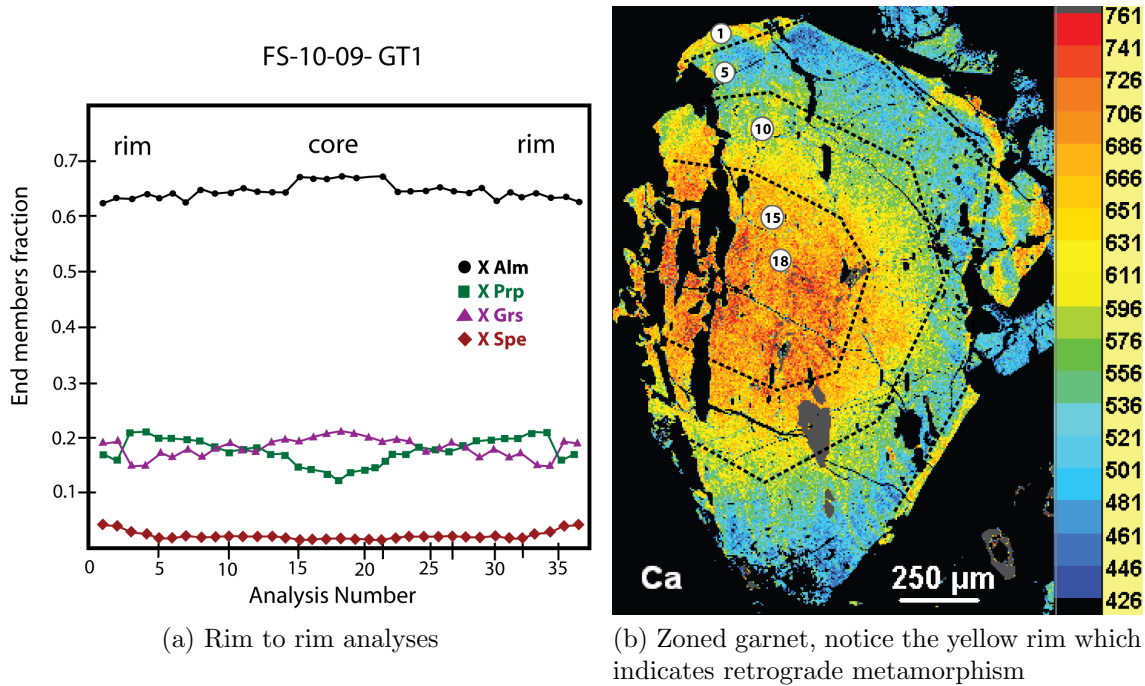 FS-10-09- GT1
rim
core
rim
End members fraction
0.7
0.6
0.5
0.4
0.3
0.2
0.1
X Alm
X Prp
X Grs
X Spe
0
5
10
15
20
25
30
35
Analysis Number
(a) Rim to rim analyses
1
5
10
15
18
Ca
250 µm
761
741
726
706
686
666
651
631
611
596
576
556
536
521
501
481
461
446
426
(b) Zoned garnet, notice the yellow rim which
indicates retrograde metamorphism